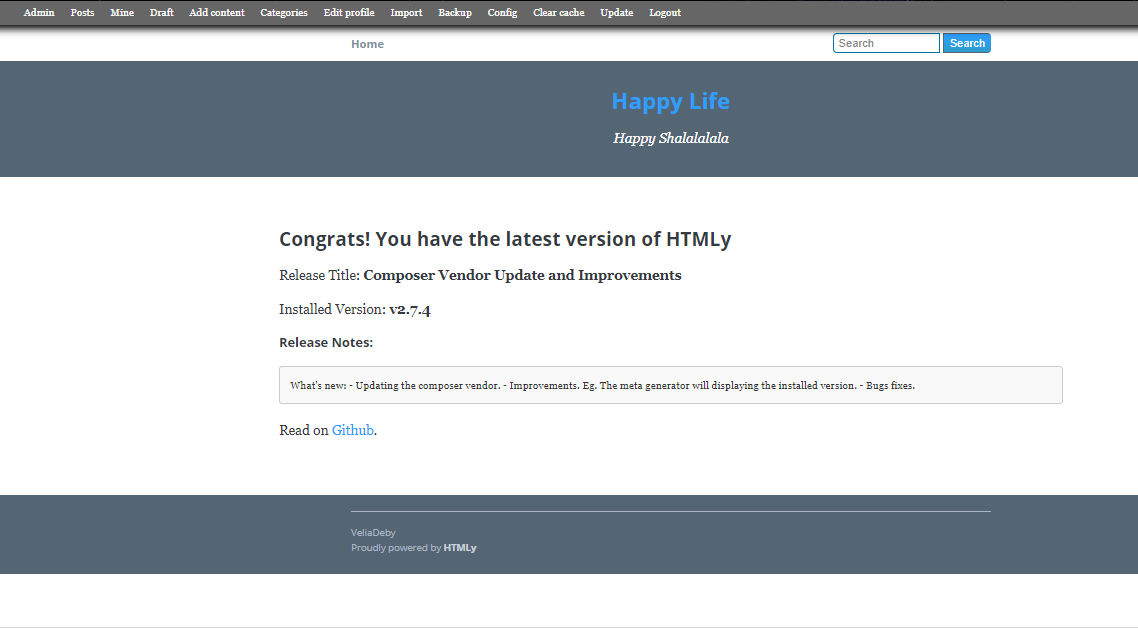 Admin Posts Mine Draft Add content Categories Edit profile Import Backup Config Clear cache Update Logout
Home Search Search
Happy Life
Happy Shalalalala
Congrats! You have the latest version of HTMLy
Release Title: Composer Vendor Update and Improvements
Installed Version: v2.7.4
Release Notes:
What's new: - Updating the composer vendor. - Improvements. Eg. The meta generator will displaying the installed version. - Bugs fixes.
Read on Github.
VeliaDeby
Proudly powered by HTMLy